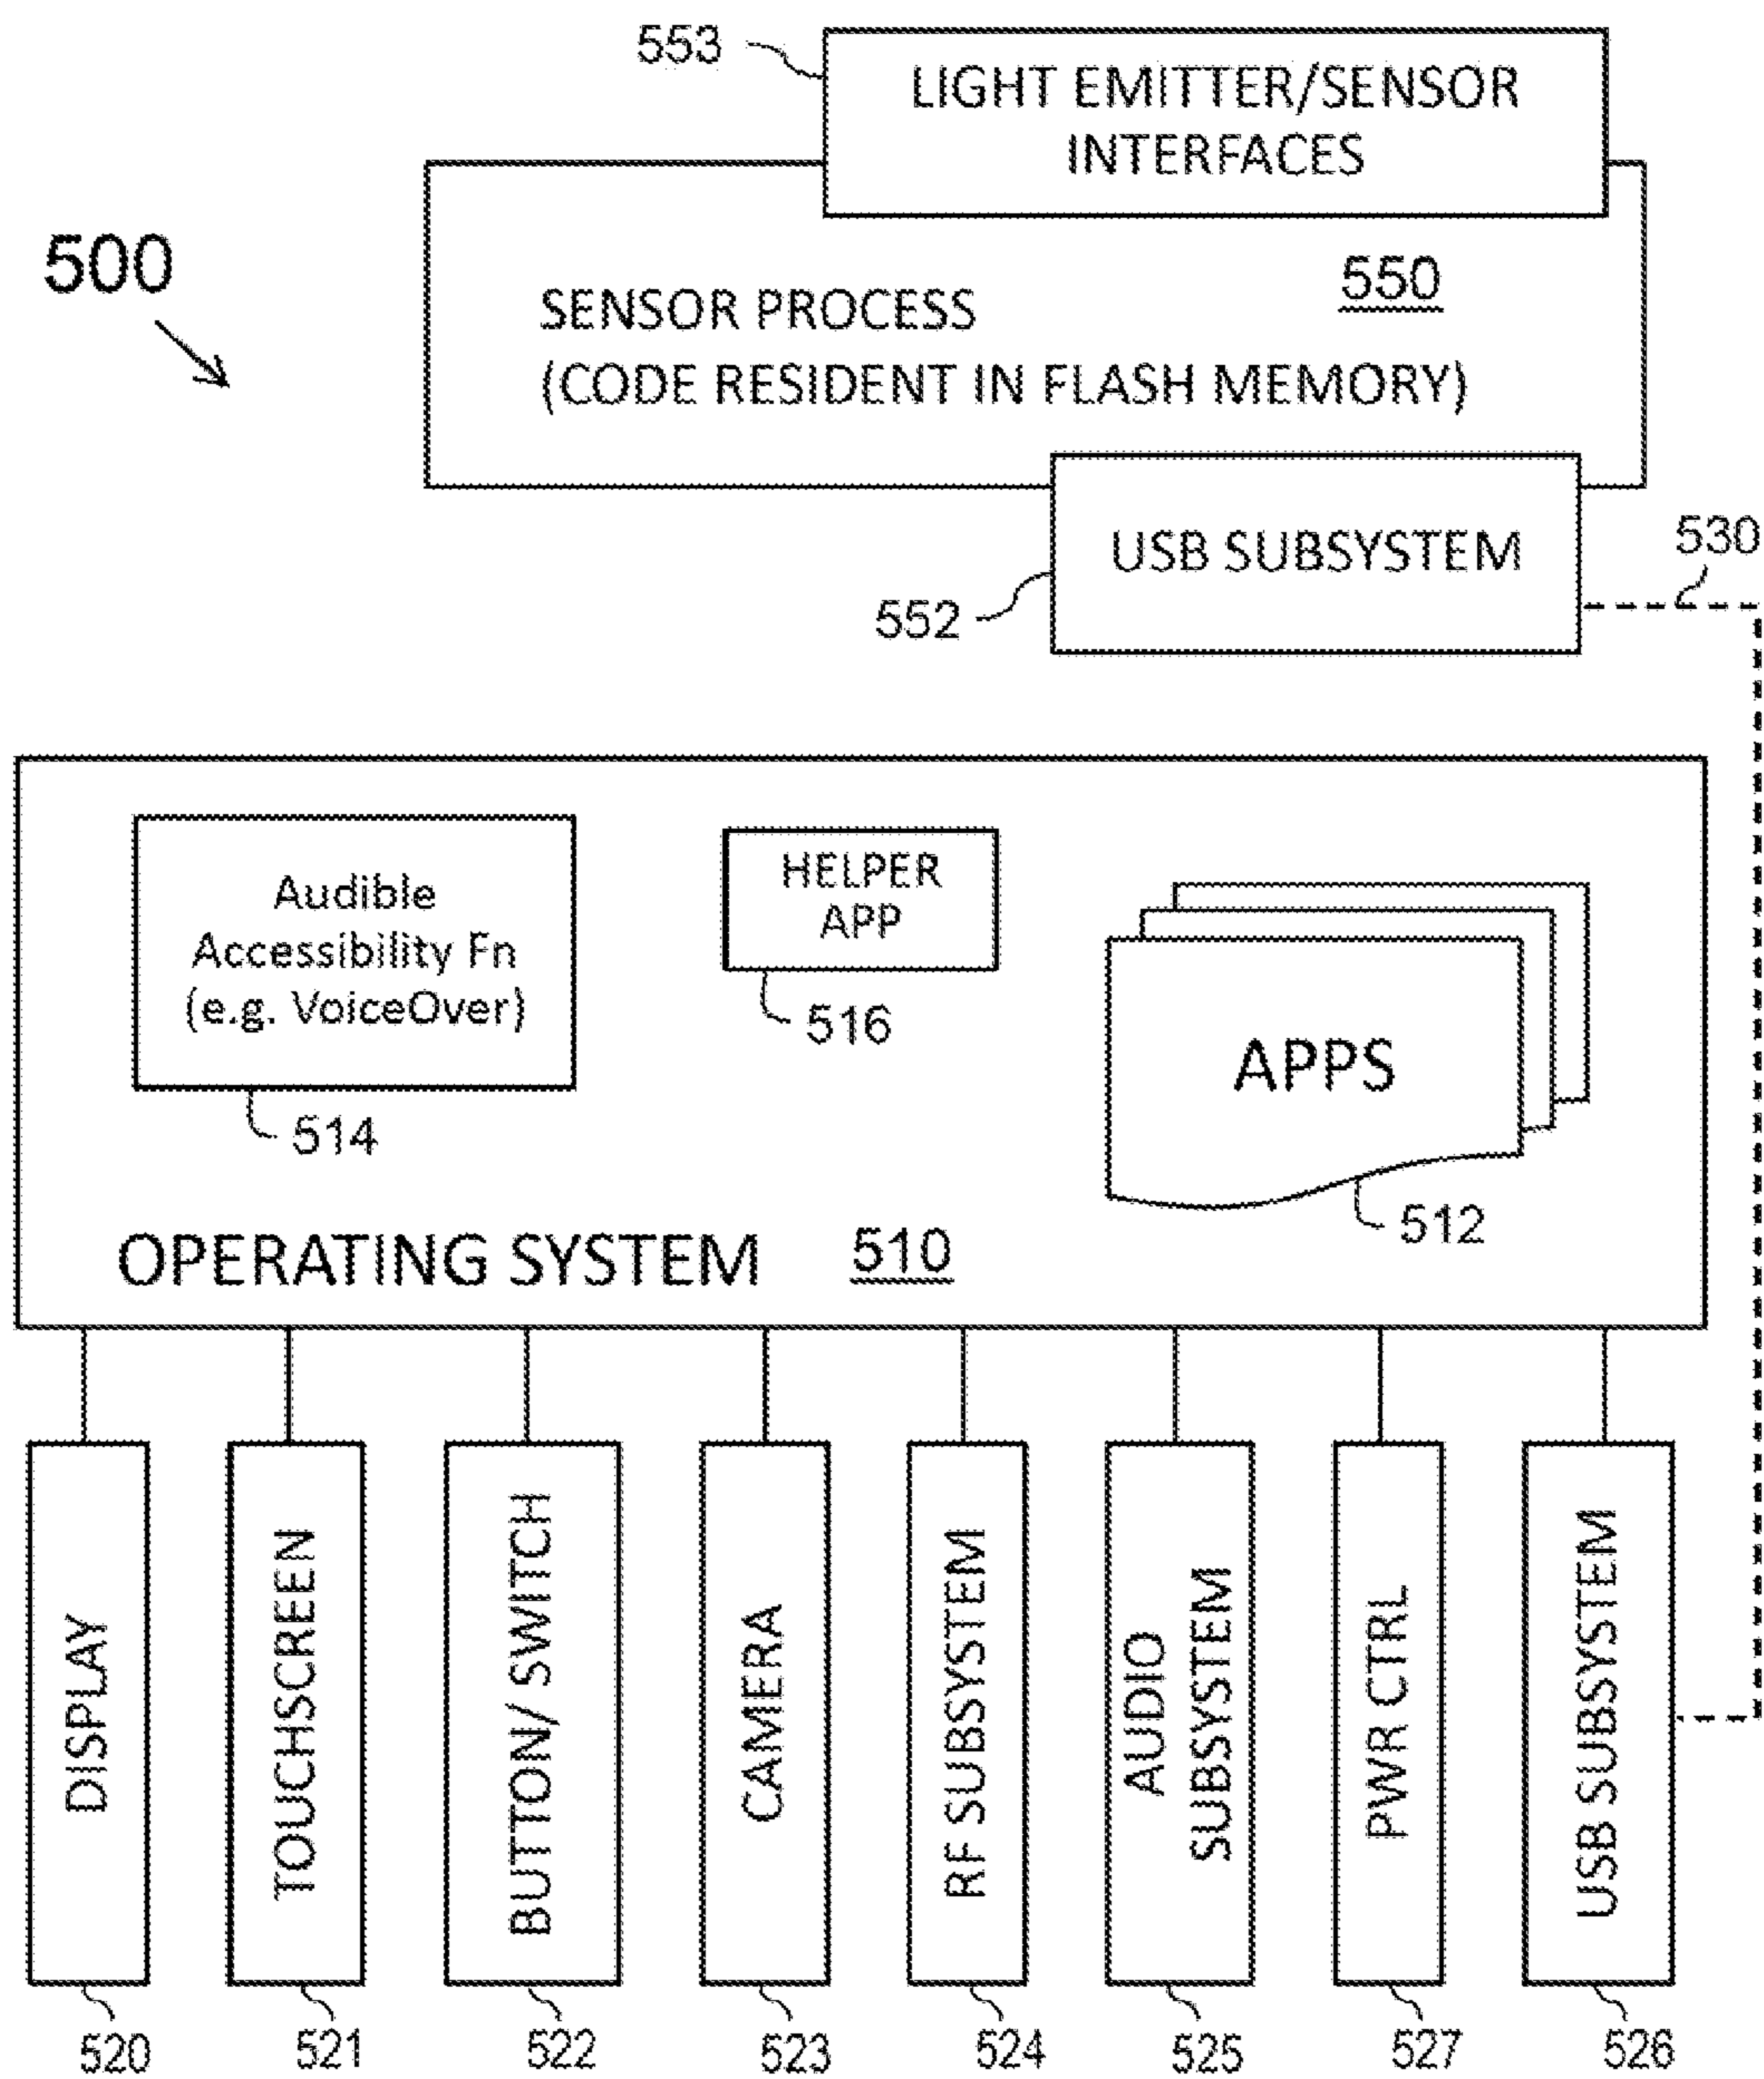 553
LIGHT EMITTER/SENSOR
INTERFACES
500
550
SENSOR PROCESS
(CODE RESIDENT IN FLASH MEMORY)
530
USB SUBSYSTEM
552
Audible
Accessibility Fn
(e.g. VoiceOver)
514
HELPER
APP
516
APPS
512
OPERATING SYSTEM
510
DISPLAY
TOUCHSCREEN
BUTTON/ SWITCH
CAMERA
RF SUBSYSTEM
AUDIO
SUBSYSTEM
PWR CTRL
USB SUBSYSTEM
520
521
522
523
524
525
527
526